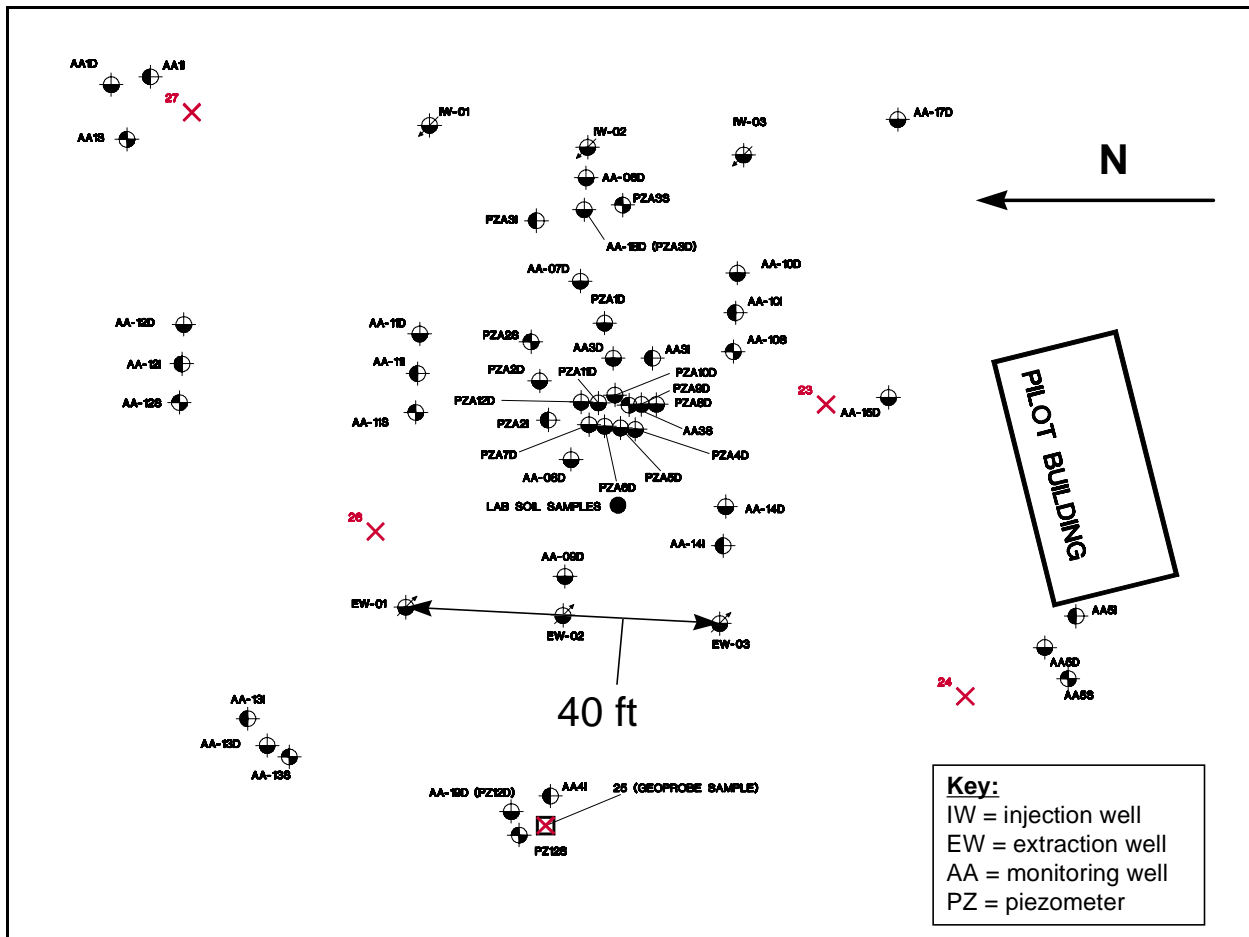 AA1D
AA1I
27
AA1S
IW-01
IW-02
IW-03
AA-17D
N
AA-08D
PZA3S
PZA3I
AA-18D (PZA3D)
AA-07D
AA-10D
PZA1D
AA-10I
AA-12D
AA-11D
PZA2S
AA3D
AA3I
AA-10S
AA-12I
AA-11I
PZA2D
PZA11D
PZA10D
PZA9D
PZA12D
PZA8D
23
AA-15D
AA-12S
AA-11S
PZA2I
AA3S
PZA7D
PZA4D
AA-06D
PZA5D
PZA6D
PILOT BUILDING
LAB SOIL SAMPLES
AA-14D
26
AA-14I
AA-09D
EW-01
EW-02
EW-03
AA5I
AA5D
AA5S
24
40 ft
AA-13I
AA-13D
AA-13S
AA-19D (PZ12D)
AA4I
25 (GEOPROBE SAMPLE)
PZ12S
Key:
IW = injection well
EW = extraction well
AA = monitoring well
PZ = piezometer